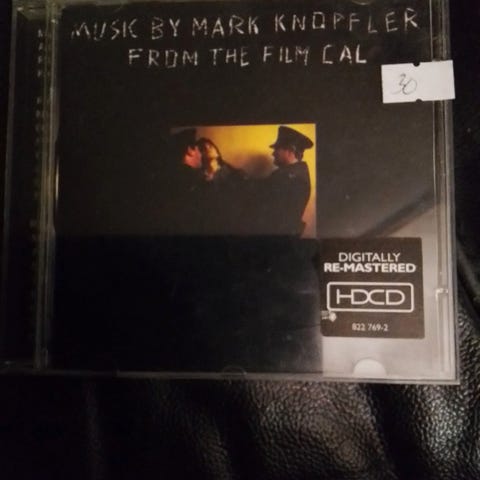 MUSIC BY MARK KNOPFLER
FROM THE FILM CAL
30
DIGITALLY
RE-MASTERED
HDCD
822 769-2